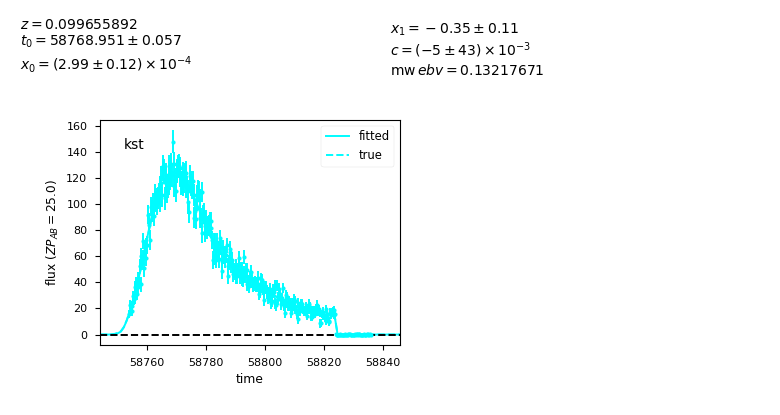 z = 0.099655892
t₀ = 58768.951 ± 0.057
x₀ = (2.99 ± 0.12) × 10⁻⁴
x₁ = − 0.35 ± 0.11
c = (−5 ± 43) × 10⁻³
mw ebv = 0.13217671
kst
fitted
true
flux (ZP_AB = 25.0)
160
140
120
100
80
60
40
20
0
58760 58780 58800 58820 58840
time